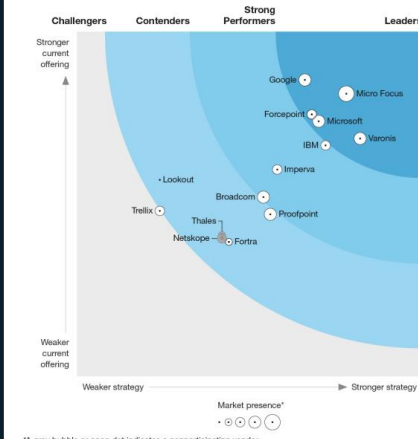 Challengers
Contenders
Strong
Performers
Leaders
Stronger
current
offering
Google
Micro Focus
Forcepoint
Microsoft
Varonis
IBM
Imperva
Lookout
Broadcom
Trellix
Proofpoint
Thales
Netskope
Fortra
Weaker
current
offering
Weaker strategy
Stronger strategy
Market presence*